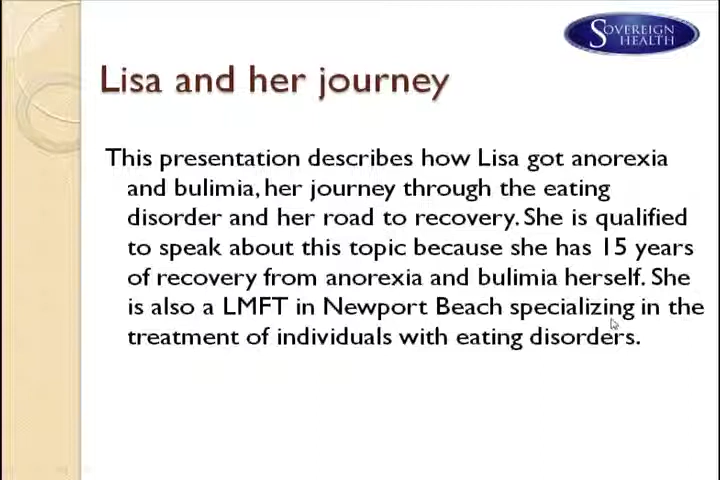 SOVEREIGN
HEALTH
Lisa and her journey
This presentation describes how Lisa got anorexia
and bulimia, her journey through the eating
disorder and her road to recovery. She is qualified
to speak about this topic because she has 15 years
of recovery from anorexia and bulimia herself. She
is also a LMFT in Newport Beach specializing in the
treatment of individuals with eating disorders.